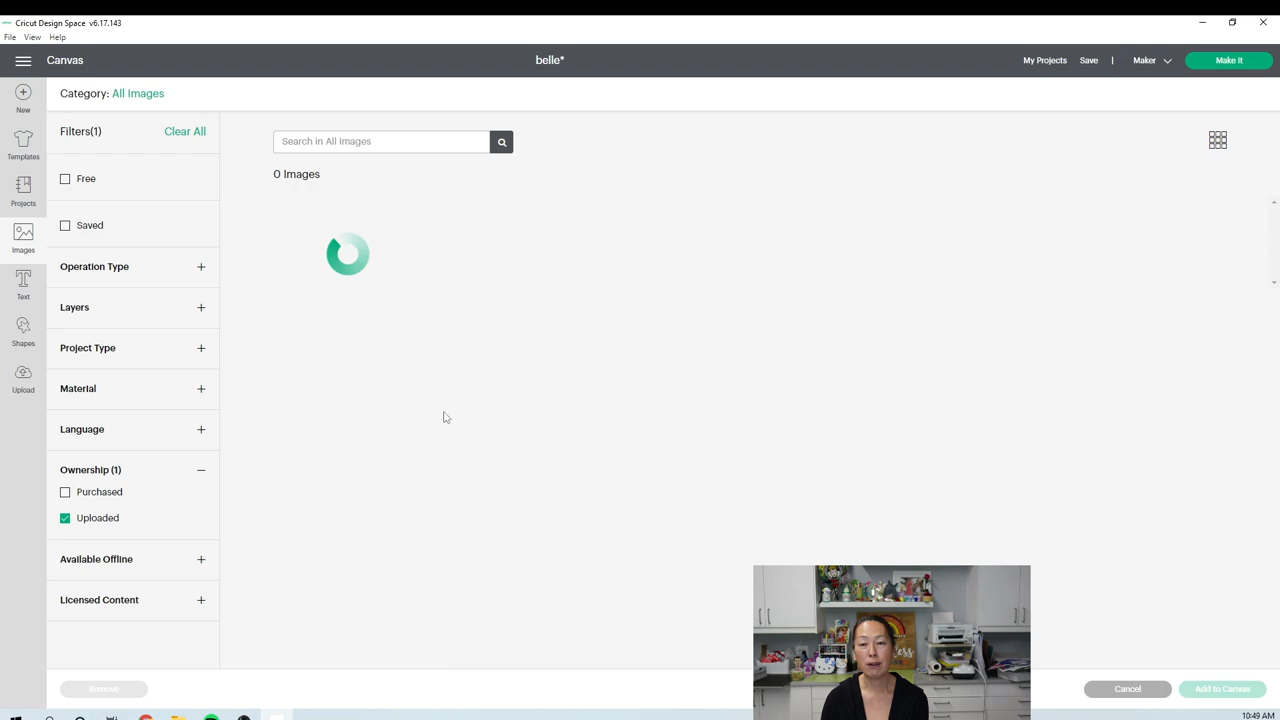 Cricut Design Space v6.17.143
File View Help
Canvas
belle*
My Projects Save | Maker Make It
New
Templates
Projects
Images
Text
Shapes
Upload
Category: All Images
Filters(1) Clear All
Free
Saved
Operation Type
Layers
Project Type
Material
Language
Ownership (1)
Purchased
Uploaded
Available Offline
Licensed Content
Remove
Search in All Images
0 Images
Cancel Add to Canvas
10:49 AM